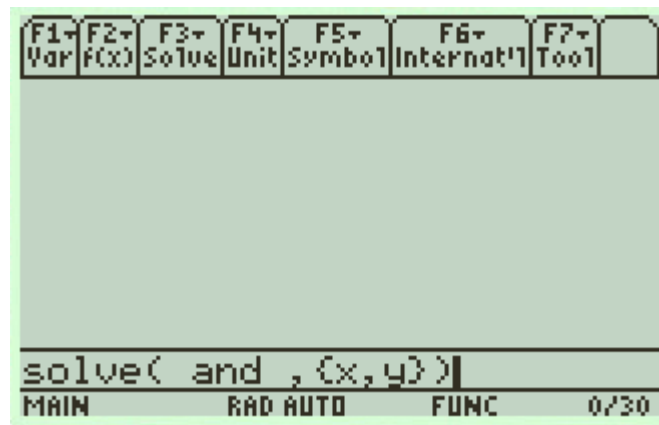 F1 F2 F3 F4 F5 F6 F7
Var f(x) Solve Unit Symbol Internat'l Tool
solve( and ,{x,y})
MAIN RAD AUTO FUNC 0/30